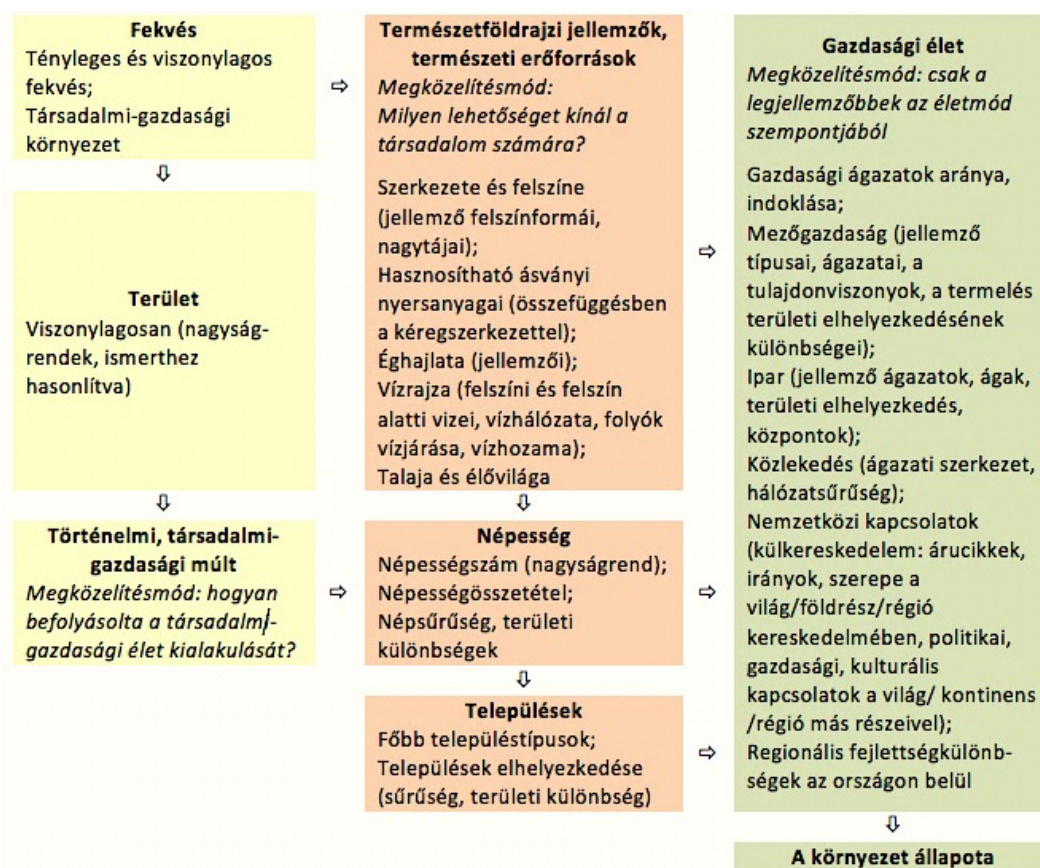 Fekvés
Tényleges és viszonylagos
fekvés;
Társadalmi-gazdasági
környezet
⇩
Terület
Viszonylagosan (nagyság-
rendek, ismerthez
hasonlítva)
⇩
Történelmi, társadalmi-
gazdasági múlt
Megközelítésmód: hogyan
befolyásolta a társadalmi-
gazdasági élet kialakulását?
⇨
Természetföldrajzi jellemzők,
természeti erőforrások
Megközelítésmód:
Milyen lehetőséget kínál a
társadalom számára?
Szerkezete és felszíne
(jellemző felszínformái,
nagytájai);
Hasznosítható ásványi
nyersanyagai (összefüggésben
a kéregszerkezettel);
Éghajlata (jellemzői);
Vízrajza (felszíni és felszín
alatti vizei, vízhálózata, folyók
vízjárása, vízhozama);
Talaja és élővilága
⇩
⇨
Népesség
Népességszám (nagyságrend);
Népességösszetétel;
Népsűrűség, területi
különbségek
⇩
Települések
Főbb településtípusok;
Települések elhelyezkedése
(sűrűség, területi különbség)
⇨
⇨
⇨
Gazdasági élet
Megközelítésmód: csak a
legjellemzőbbek az életmód
szempontjából
Gazdasági ágazatok aránya,
indoklása;
Mezőgazdaság (jellemző
típusai, ágazatai, a
tulajdonviszonyok, a termelés
területi elhelyezkedésének
különbségei);
Ipar (jellemző ágazatok, ágak,
területi elhelyezkedés,
központok);
Közlekedés (ágazati szerkezet,
hálózatsűrűség);
Nemzetközi kapcsolatok
(külkereskedelem: árucikkek,
irányok, szerepe a
világ/földrész/régió
kereskedelmében, politikai,
gazdasági, kulturális
kapcsolatok a világ/ kontinens
/régió más részeivel);
Regionális fejlettségkülönb-
ségek az országon belül
⇩
A környezet állapota